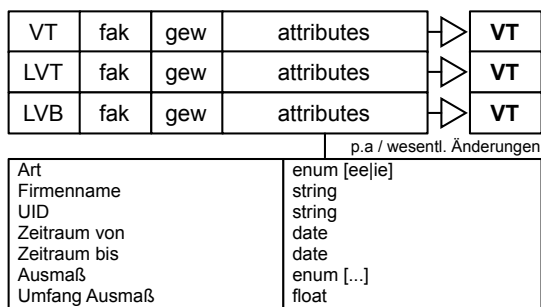 VT fak gew attributes VT
LVT fak gew attributes VT
LVB fak gew attributes VT
p.a / wesentl. Änderungen
Art enum [ee|ie]
Firmenname string
UID string
Zeitraum von date
Zeitraum bis date
Ausmaß enum [...]
Umfang Ausmaß float